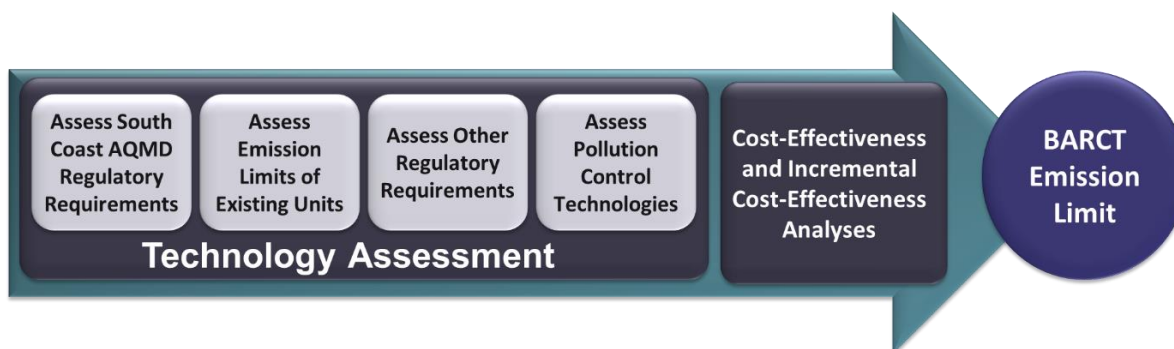 Assess South
Coast AQMD
Regulatory
Requirements
Assess
Emission
Limits of
Existing Units
Assess Other
Regulatory
Requirements
Assess
Pollution
Control
Technologies
Technology Assessment
Cost-Effectiveness
and Incremental
Cost-Effectiveness
Analyses
BARCT
Emission
Limit